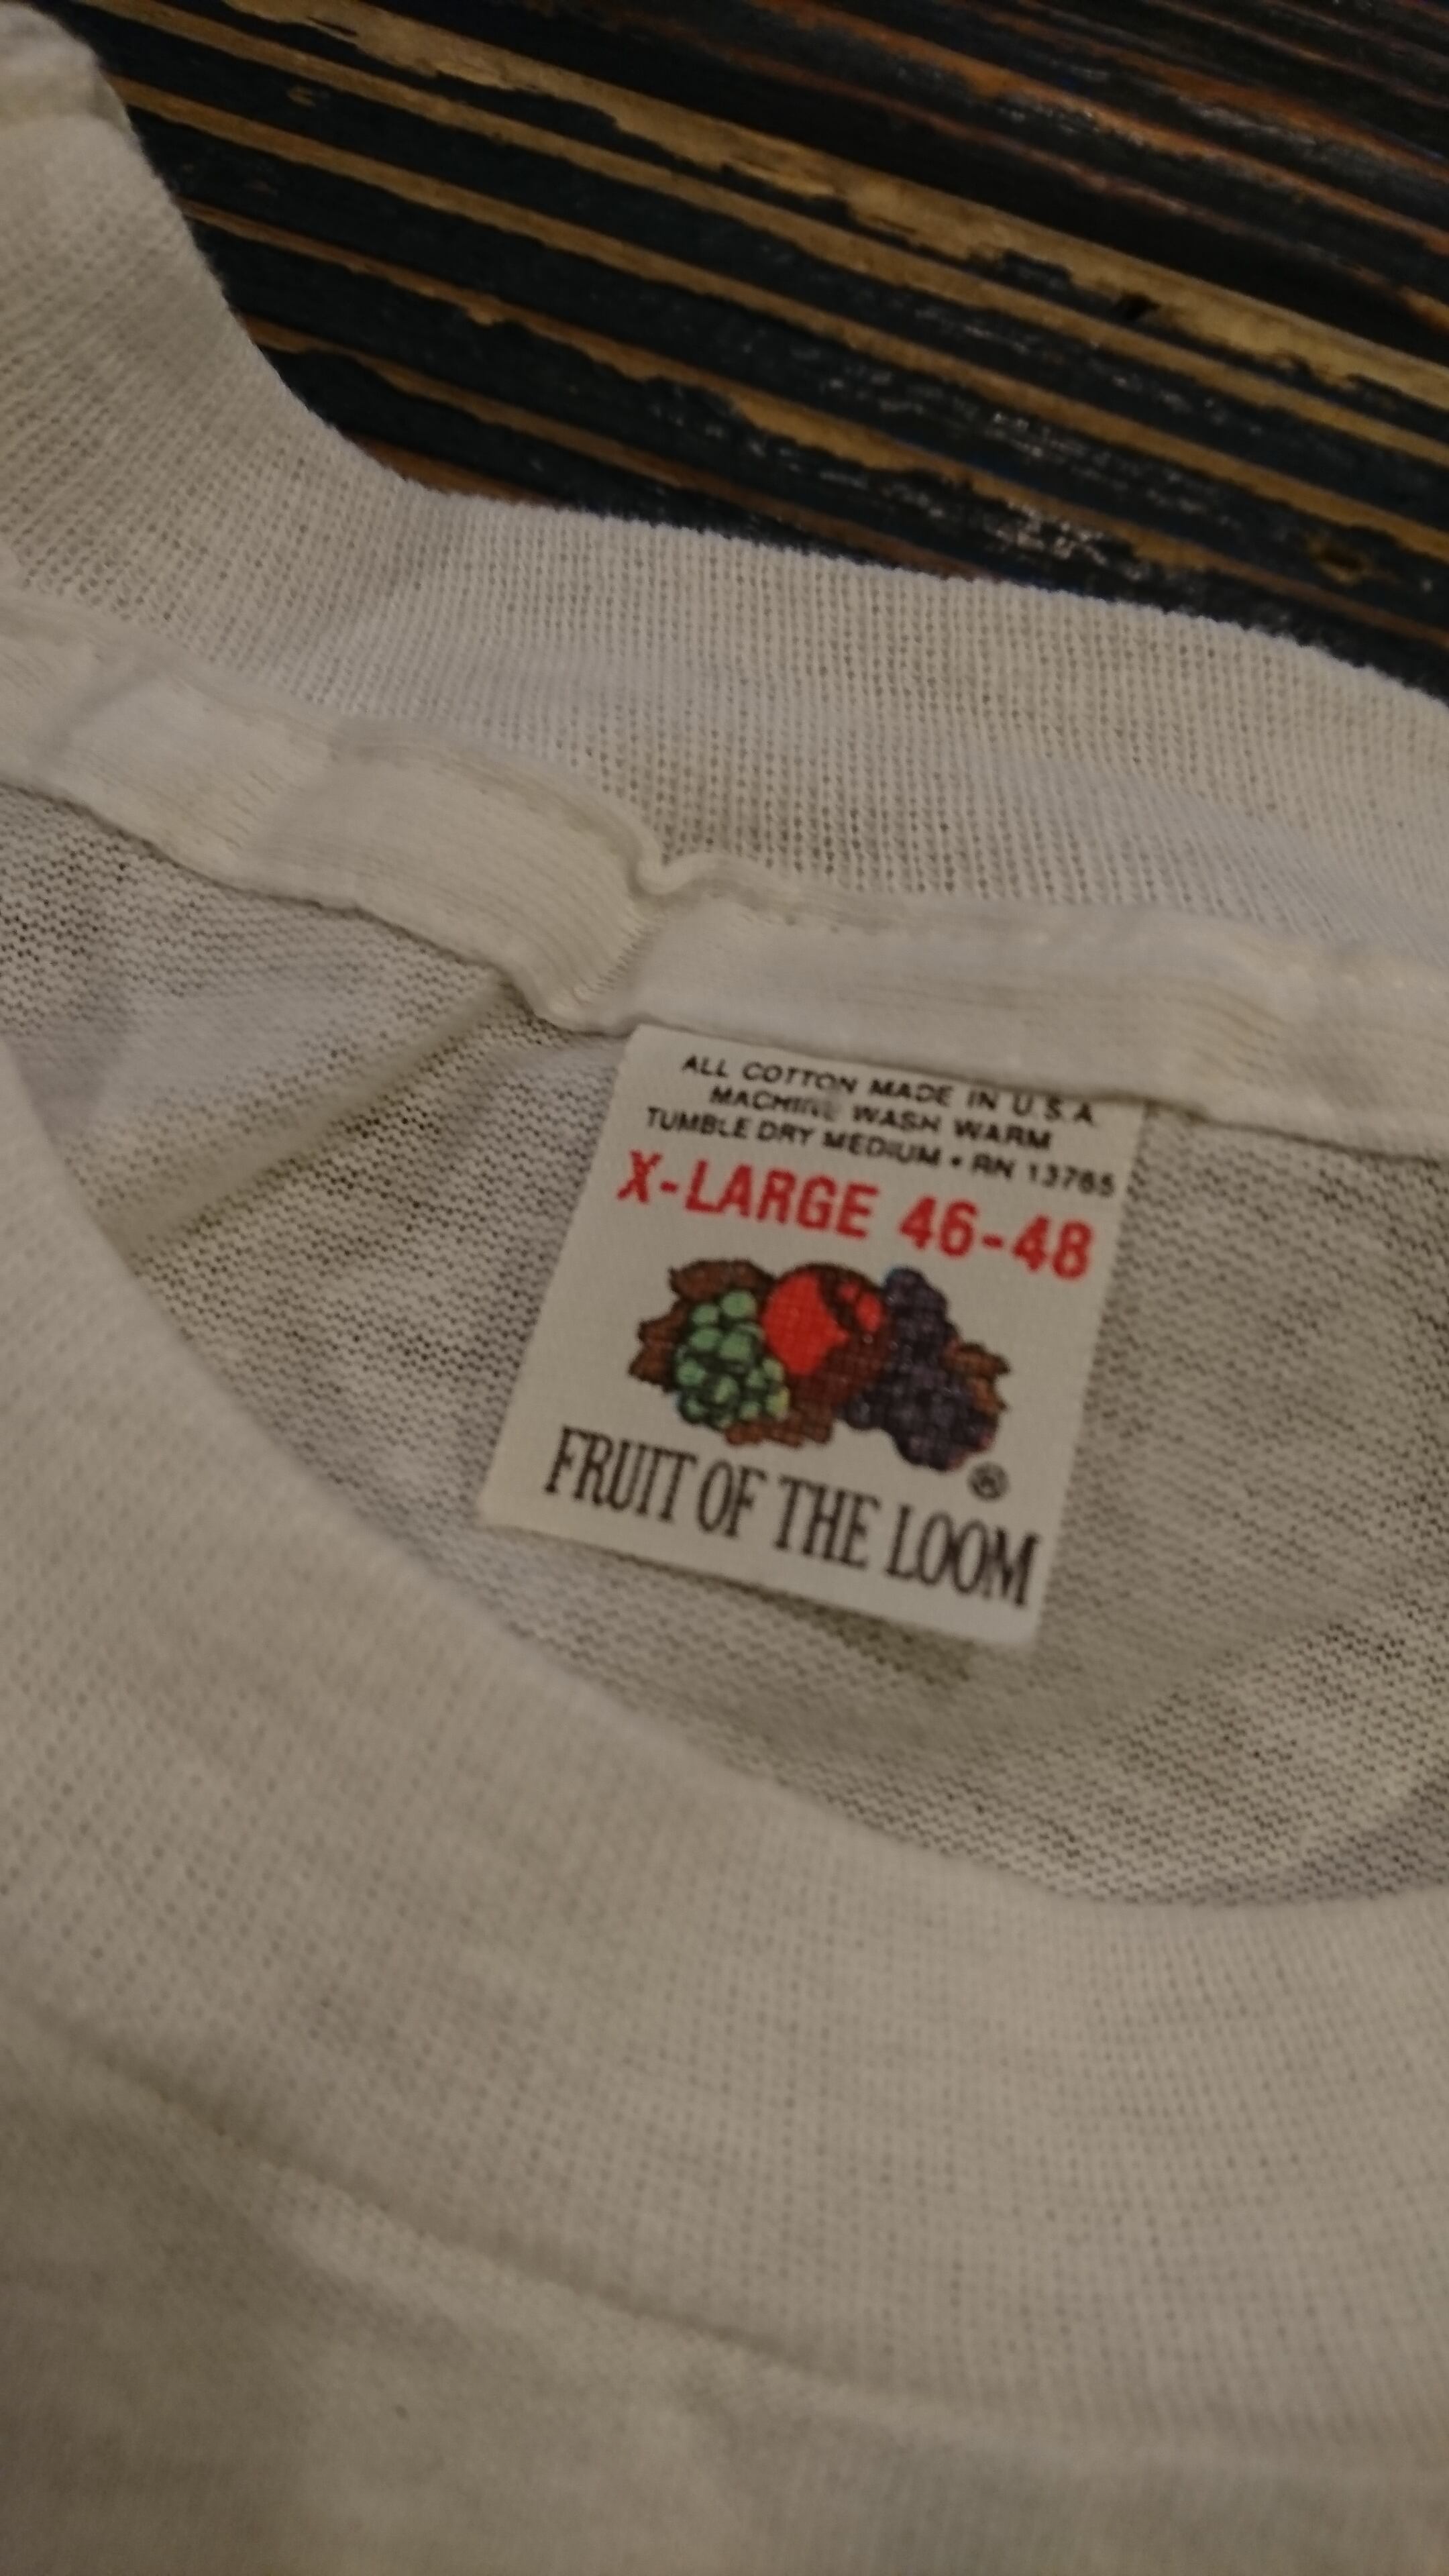 ALL COTTON MADE IN U.S.A.
MACHINE WASH WARM
TUMBLE DRY MEDIUM • RN 13765
X-LARGE 46-48
®
FRUIT OF THE LOOM